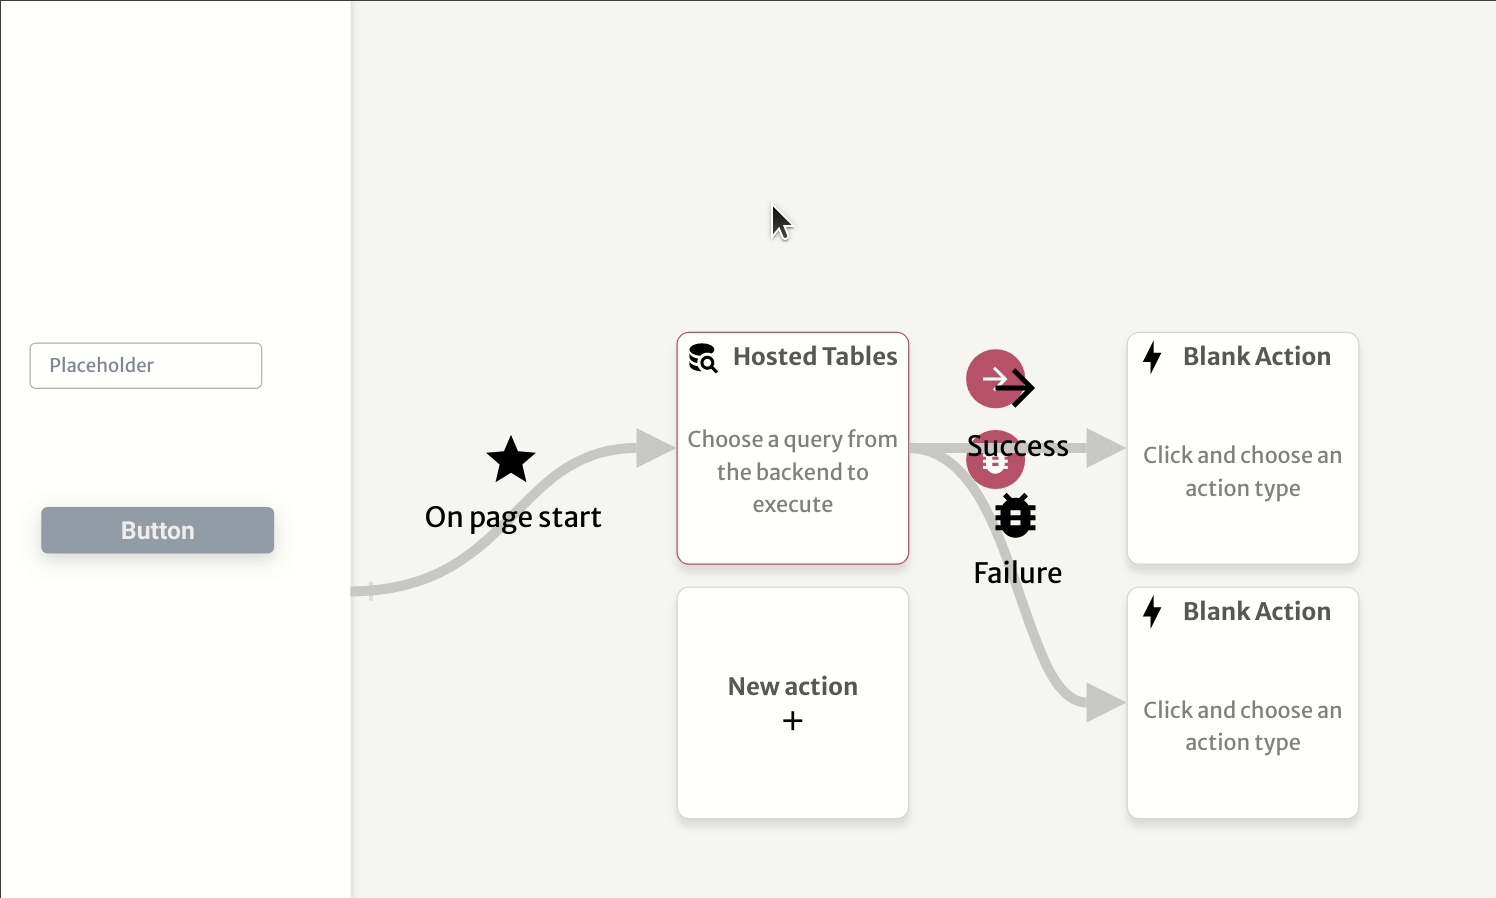 Placeholder
Button
On page start
Hosted Tables
Choose a query from
the backend to
execute
New action
+
Success
Failure
Blank Action
Click and choose an
action type
Blank Action
Click and choose an
action type